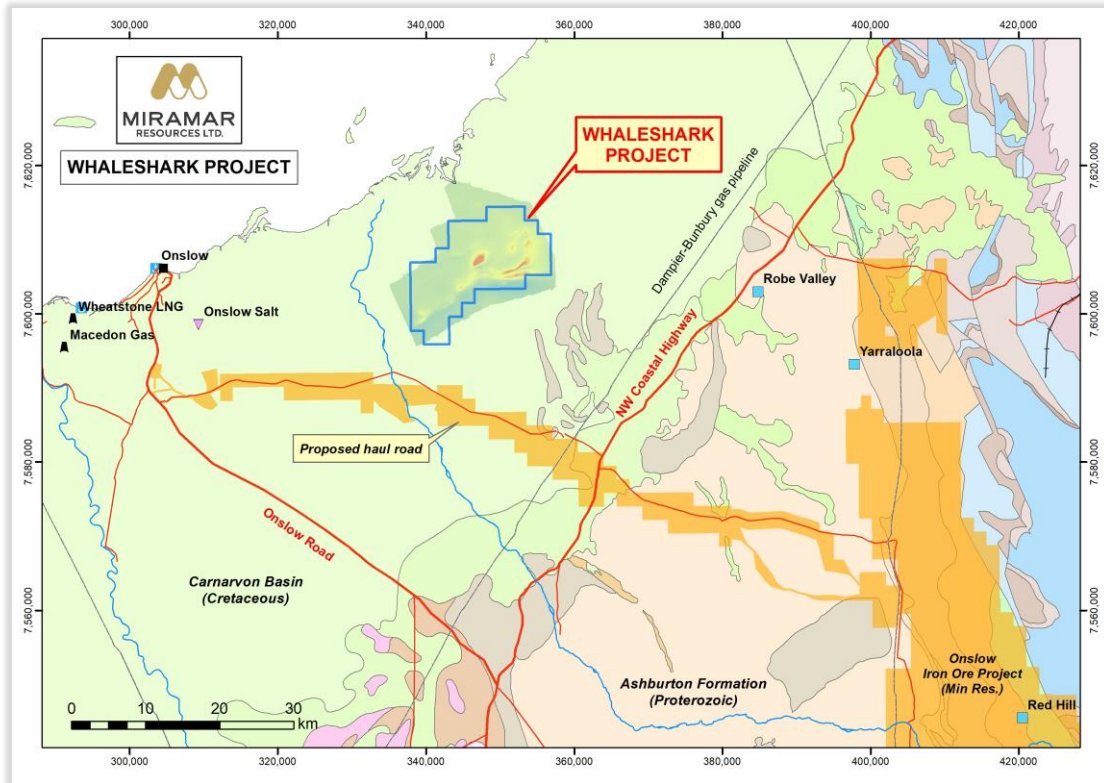 300,000
320,000
340,000
360,000
380,000
400,000
420,000
MIRAMAR
RESOURCES LTD.
WHALESHARK PROJECT
WHALESHARK
PROJECT
7,620,000
7,620,000
Dampier-Bunbury gas pipeline
Onslow
Robe Valley
Wheatstone LNG
Onslow Salt
7,600,000
7,600,000
Macedon Gas
NW Coastal Highway
Yarraloola
Proposed haul road
7,580,000
7,580,000
Onslow Road
Carnarvon Basin
(Cretaceous)
7,560,000
7,560,000
Ashburton Formation
(Proterozoic)
Onslow
Iron Ore Project
(Min Res.)
Red Hill
0
10
20
30
km
300,000
320,000
340,000
360,000
380,000
400,000
420,000